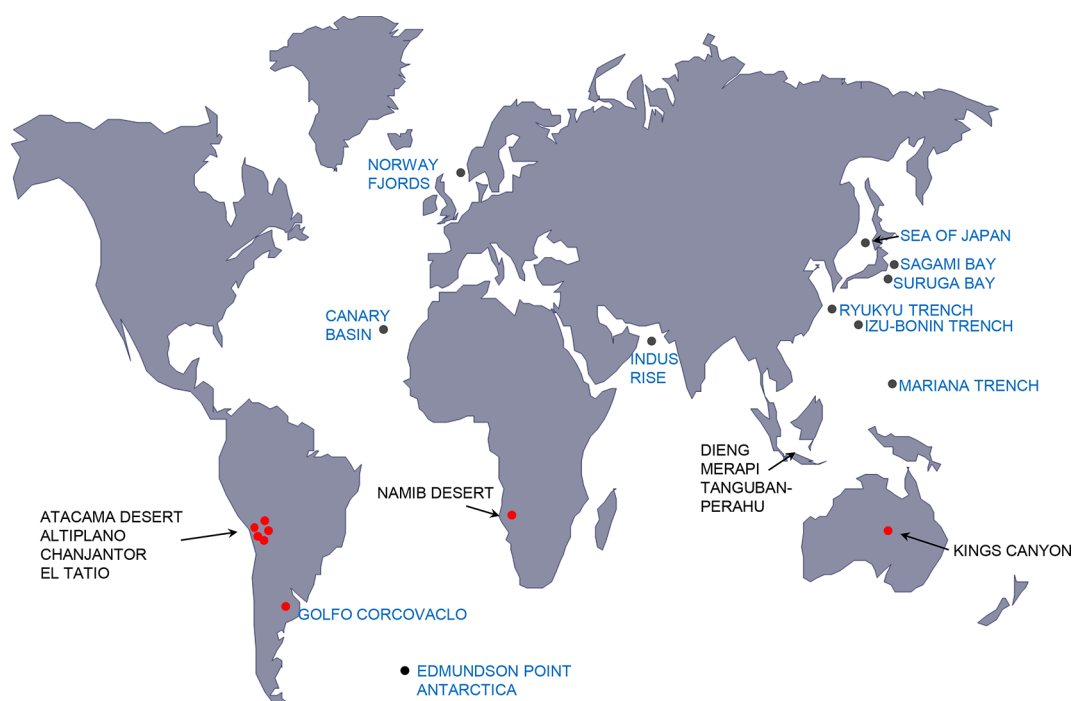 NORWAY
FJORDS
SEA OF JAPAN
SAGAMI BAY
SURUGA BAY
RYUKYU TRENCH
IZU-BONIN TRENCH
CANARY
BASIN
INDUS
RISE
MARIANA TRENCH
DIENG
MERAPI
TANGUBAN-
PERAHU
NAMIB DESERT
ATACAMA DESERT
ALTIPLANO
CHANJANTOR
EL TATIO
KINGS CANYON
GOLFO CORCOVACLO
EDMUNDSON POINT
ANTARCTICA